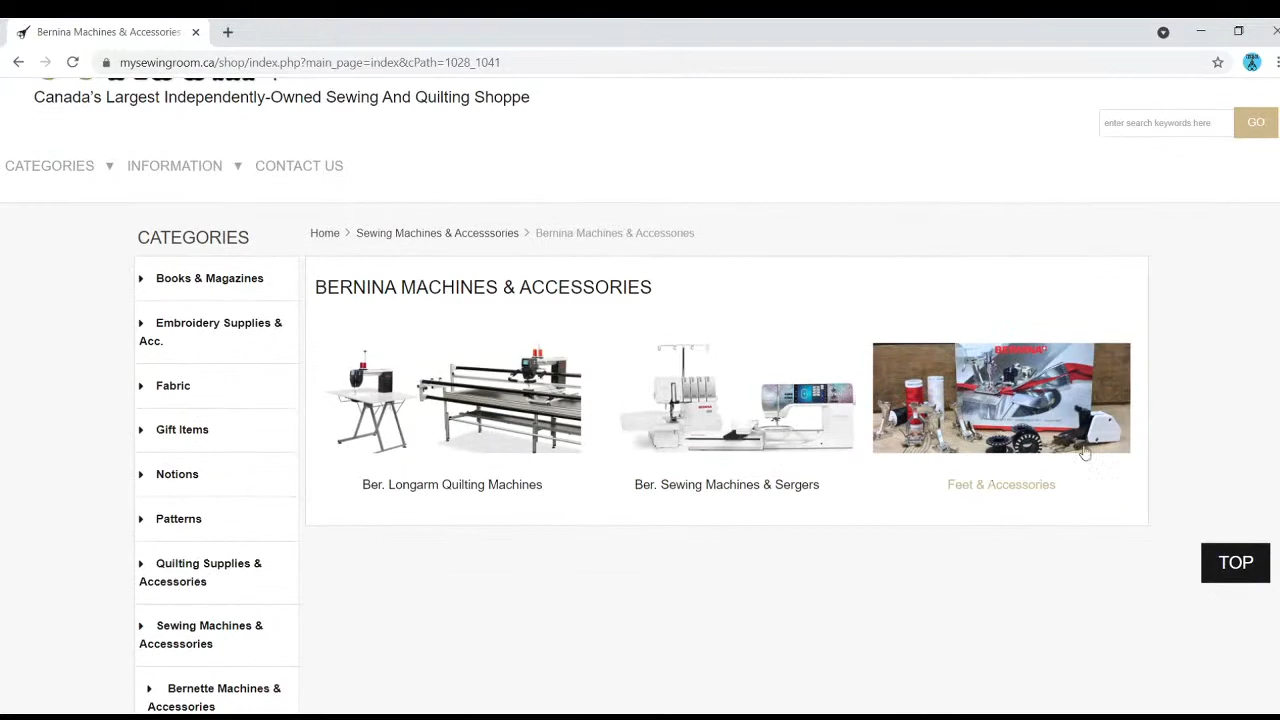 Bernina Machines & Accessories
mysewingroom.ca/shop/index.php?main_page=index&cPath=1028_1041
Canada's Largest Independently-Owned Sewing And Quilting Shoppe
enter search keywords here
GO
CATEGORIES ▼ INFORMATION ▼ CONTACT US
CATEGORIES
Books & Magazines
Embroidery Supplies &
Acc.
Fabric
Gift Items
Notions
Patterns
Quilting Supplies &
Accessories
Sewing Machines &
Accesssories
Bernette Machines &
Accessories
Home > Sewing Machines & Accesssories > Bernina Machines & Accessories
BERNINA MACHINES & ACCESSORIES
BERNINA
Ber. Longarm Quilting Machines
Ber. Sewing Machines & Sergers
Feet & Accessories
TOP